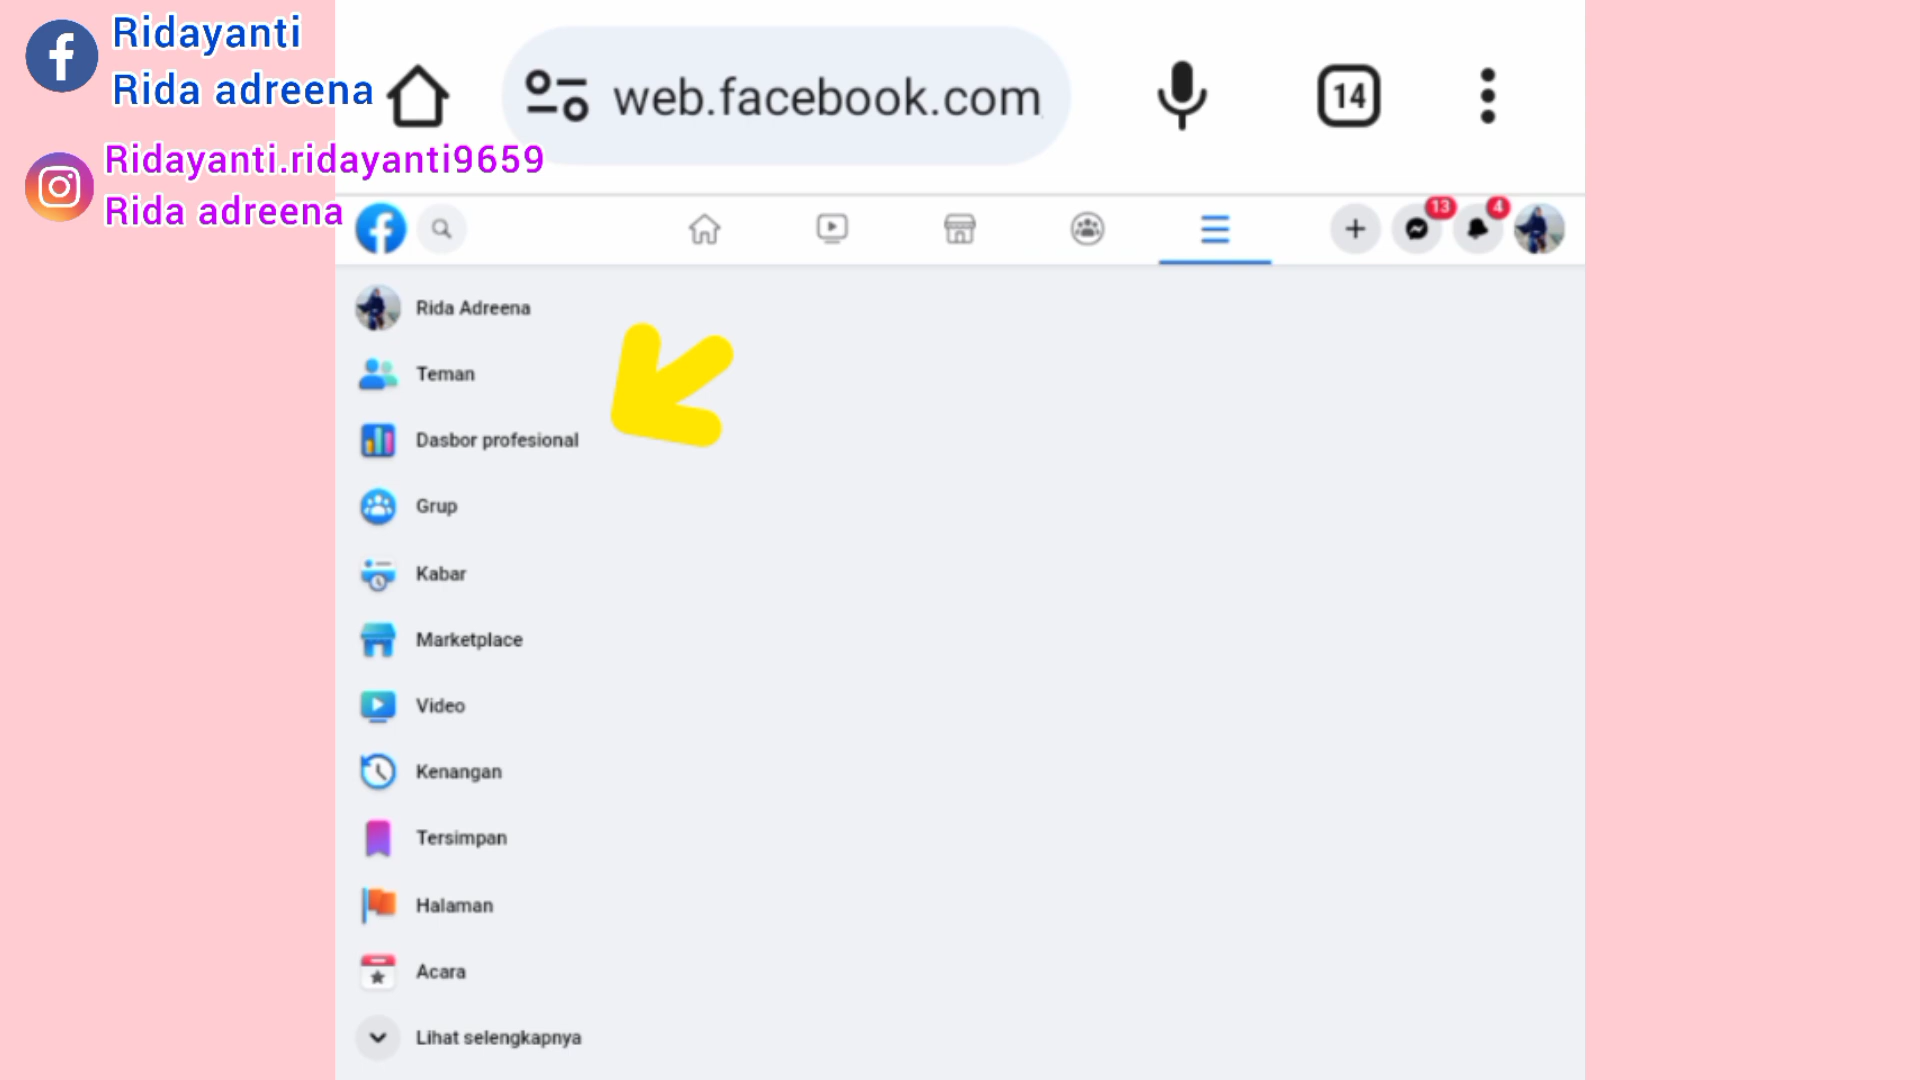 Ridayanti
Rida adreena
Ridayanti.ridayanti9659
Rida adreena
web.facebook.com
14
13
4
Rida Adreena
Teman
Dasbor profesional
Grup
Kabar
Marketplace
Video
Kenangan
Tersimpan
Halaman
Acara
Lihat selengkapnya